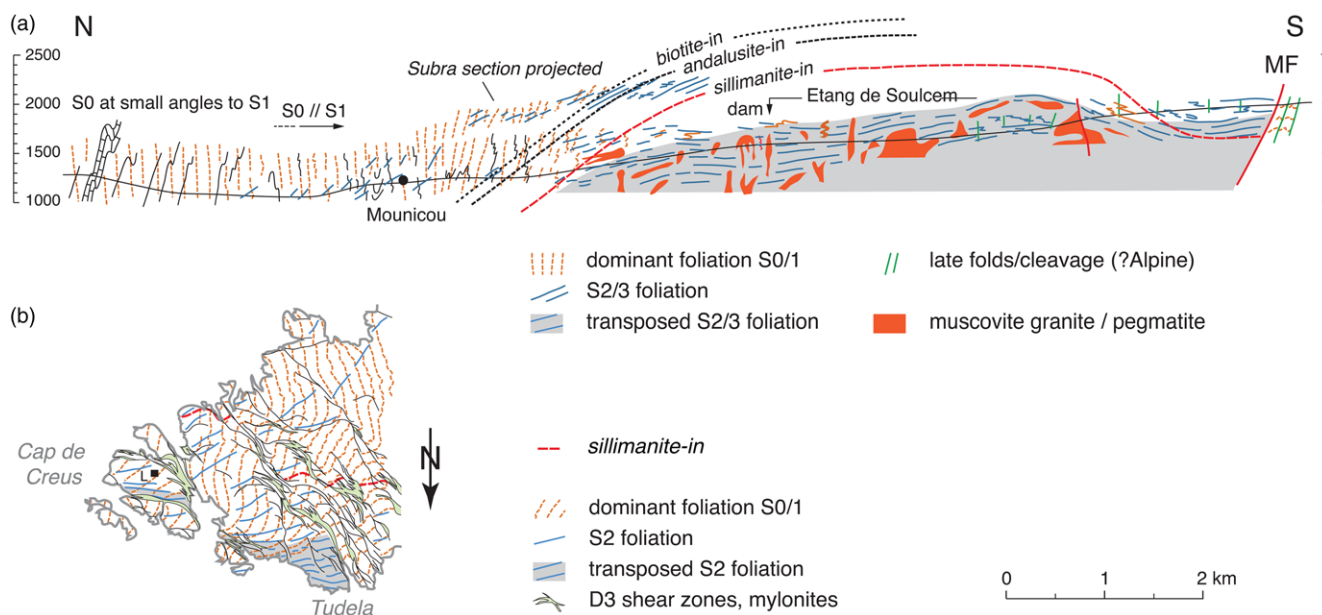 (a)
N
S
2500
2000
1500
1000
S0 at small angles to S1
S0 // S1
Subra section projected
biotite-in
andalusite-in
sillimanite-in
dam
Etang de Soulcem
MF
Mounicou
dominant foliation S0/1
S2/3 foliation
transposed S2/3 foliation
late folds/cleavage (?Alpine)
muscovite granite / pegmatite
(b)
Cap de
Creus
L
Tudela
N
sillimanite-in
dominant foliation S0/1
S2 foliation
transposed S2 foliation
D3 shear zones, mylonites
0 1 2 km